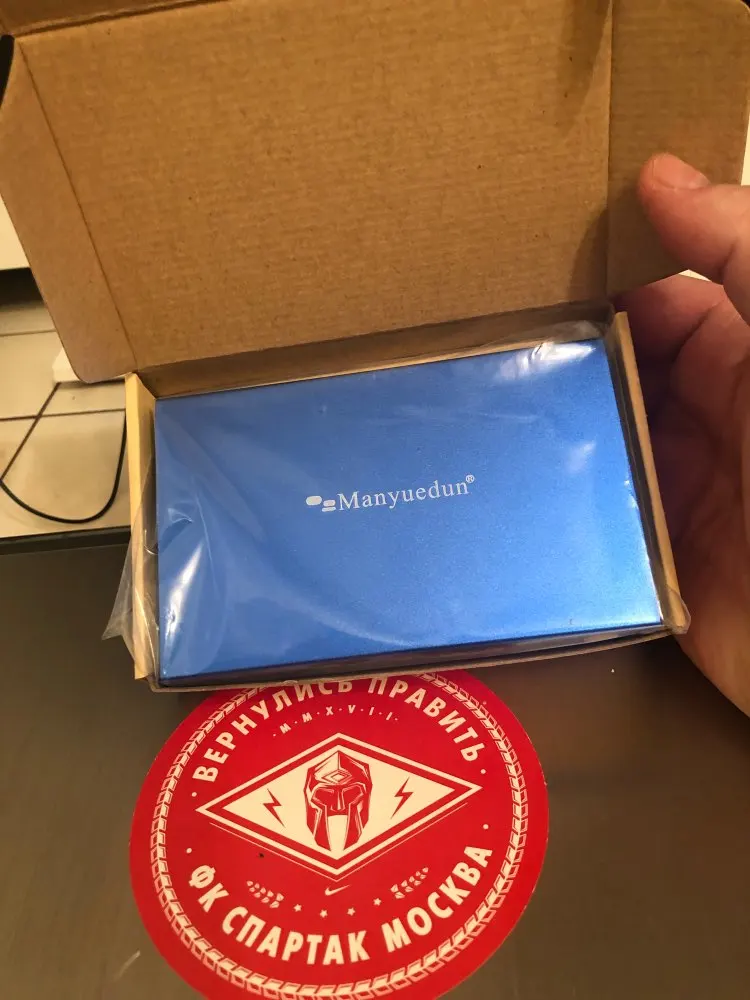 Manyuedun®
ВЕРНУЛИСЬ ПРАВИТЬ
·M·M·X·V·I·I·
ФК СПАРТАК МОСКВА